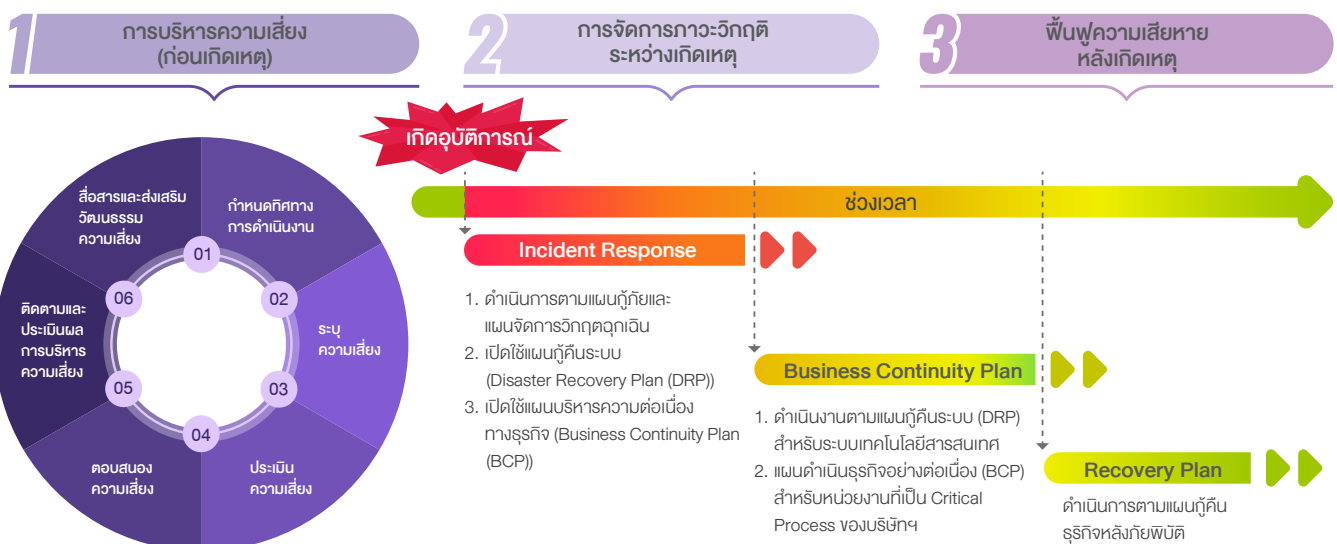 1
การบริหารความเสี่ยง
(ก่อนเกิดเหตุ)
2
การจัดการภาวะวิกฤติ
ระหว่างเกิดเหตุ
3
ฟื้นฟูความเสียหาย
หลังเกิดเหตุ
เกิดอุบัติการณ์
ช่วงเวลา
กำหนดทิศทาง
การดำเนินงาน
01
ระบุ
ความเสี่ยง
02
ประเมิน
ความเสี่ยง
03
ตอบสนอง
ความเสี่ยง
04
ติดตามและ
ประเมินผล
การบริหาร
ความเสี่ยง
05
สื่อสารและส่งเสริม
วัฒนธรรม
ความเสี่ยง
06
Incident Response
1. ดำเนินการตามแผนกู้ภัยและ
แผนจัดการวิกฤตฉุกเฉิน
2. เปิดใช้แผนกู้คืนระบบ
(Disaster Recovery Plan (DRP))
3. เปิดใช้แผนบริหารความต่อเนื่อง
ทางธุรกิจ (Business Continuity Plan
(BCP))
Business Continuity Plan
1. ดำเนินงานตามแผนกู้คืนระบบ (DRP)
สำหรับระบบเทคโนโลยีสารสนเทศ
2. แผนดำเนินธุรกิจอย่างต่อเนื่อง (BCP)
สำหรับหน่วยงานที่เป็น Critical
Process ของบริษัทฯ
Recovery Plan
ดำเนินการตามแผนกู้คืน
ธุริกิจหลังภัยพิบัติ